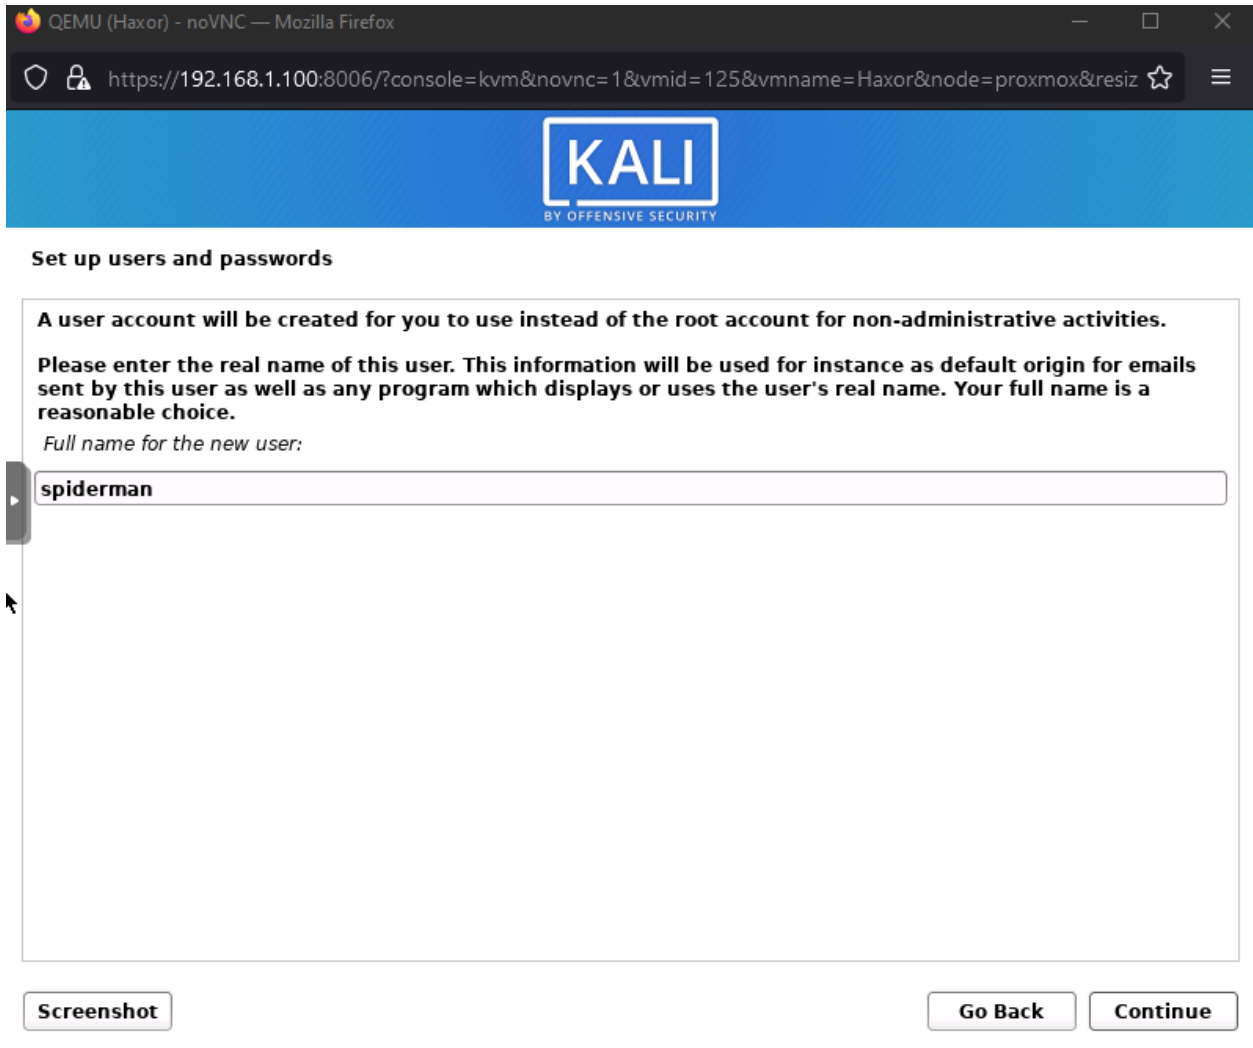 QEMU (Haxor) - noVNC — Mozilla Firefox
https://192.168.1.100:8006/?console=kvm&novnc=1&vmid=125&vmname=Haxor&node=proxmox&resiz
KALI
BY OFFENSIVE SECURITY
Set up users and passwords
A user account will be created for you to use instead of the root account for non-administrative activities.
Please enter the real name of this user. This information will be used for instance as default origin for emails
sent by this user as well as any program which displays or uses the user's real name. Your full name is a
reasonable choice.
Full name for the new user:
spiderman
Screenshot
Go Back
Continue